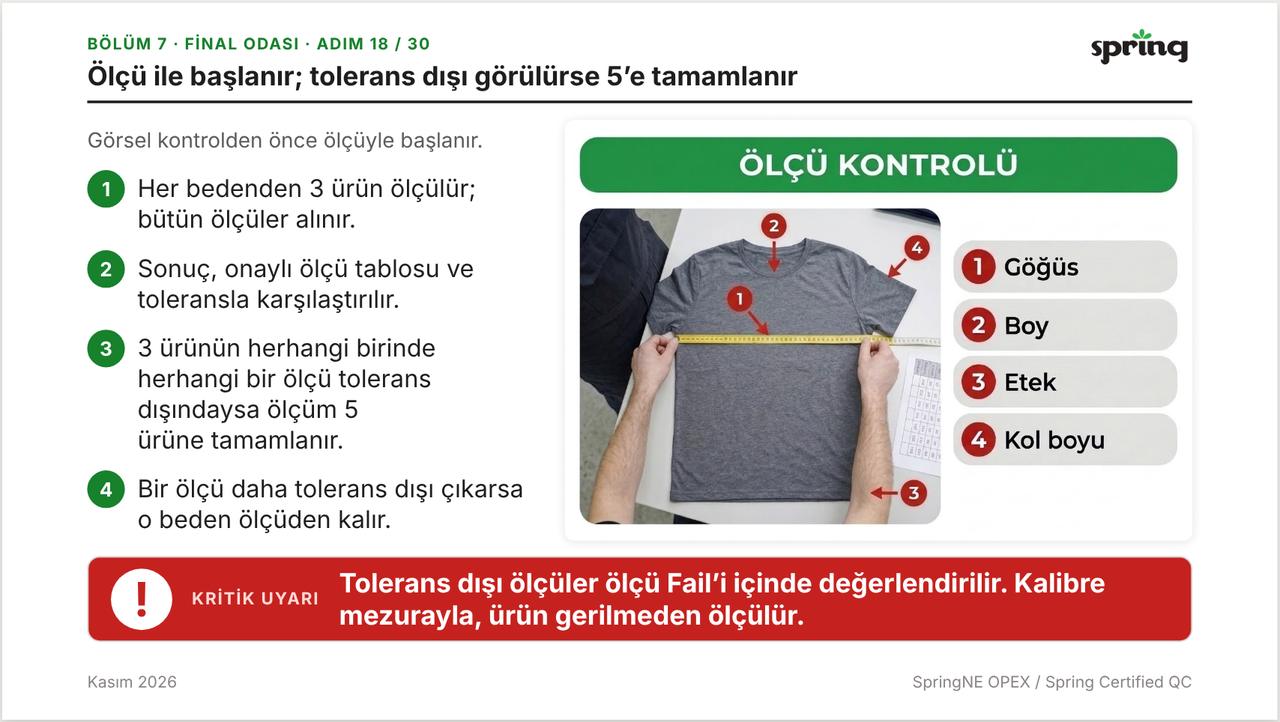 BÖLÜM 7 · FİNAL ODASI · ADIM 18 / 30
spring
Ölçü ile başlanır; tolerans dışı görülürse 5’e tamamlanır
Görsel kontrolden önce ölçüyle başlanır.
1 Her bedenden 3 ürün ölçülür;
bütün ölçüler alınır.
2 Sonuç, onaylı ölçü tablosu ve
toleransla karşılaştırılır.
3 3 ürünün herhangi birinde
herhangi bir ölçü tolerans
dışındaysa ölçüm 5
ürüne tamamlanır.
4 Bir ölçü daha tolerans dışı çıkarsa
o beden ölçüden kalır.
ÖLÇÜ KONTROLÜ
2
4
1
3
1 Göğüs
2 Boy
3 Etek
4 Kol boyu
! KRİTİK UYARI
Tolerans dışı ölçüler ölçü Fail’i içinde değerlendirilir. Kalibre
mezurayla, ürün gerilmeden ölçülür.
Kasım 2026
SpringNE OPEX / Spring Certified QC